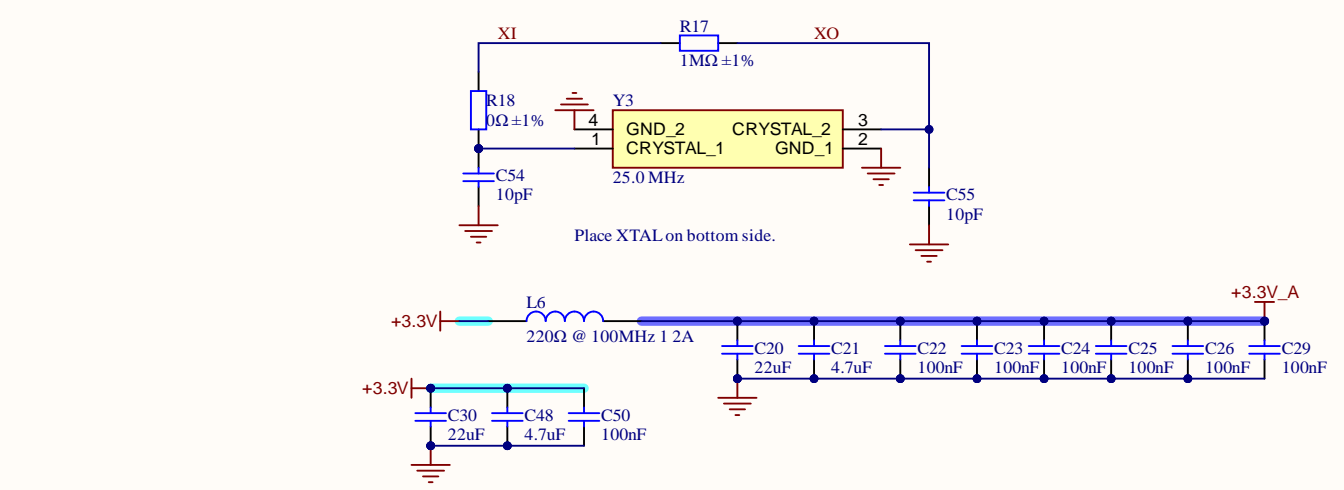 R17
XI
XO
1MΩ ±1%
R18
0Ω ±1%
Y3
4
GND_2
CRYSTAL_2
3
1
CRYSTAL_1
GND_1
2
25.0 MHz
C54
10pF
C55
10pF
Place XTAL on bottom side.
+3.3V_A
L6
+3.3V
220Ω @ 100MHz 1 2A
C20
22uF
C21
4.7uF
C22
100nF
C23
100nF
C24
100nF
C25
100nF
C26
100nF
C29
100nF
+3.3V
C30
22uF
C48
4.7uF
C50
100nF